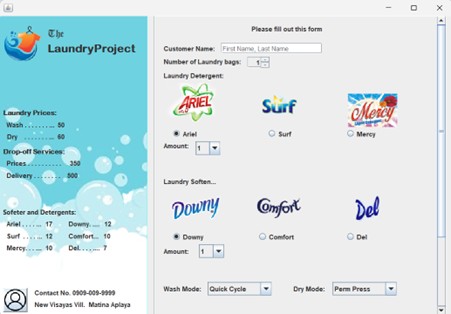 The
LaundryProject
Laundry Prices:
Wash . . . . . . . . . . 50
Dry . . . . . . . . . . 60
Drop-off Services:
Prices . . . . . . . . . . 350
Delivery . . . . . . . . . 800
Sofeter and Detergents:
Ariel . . . . . 17 Downy. . . . 12
Surf . . . . . 12 Comfort... 10
Mercy. . . . 10 Del. . . . . . 7
Contact No. 0909-009-9999
New Visayas Vill. Matina Aplaya
Please fill out this form
Customer Name: First Name, Last Name
Number of Laundry bags: 1
Laundry Detergent:
ARIEL Surf Mercy
Ariel Surf Mercy
Amount: 1
Laundry Soften...
Downy Comfort Del
Downy Comfort Del
Amount: 1
Wash Mode: Quick Cycle Dry Mode: Perm Press